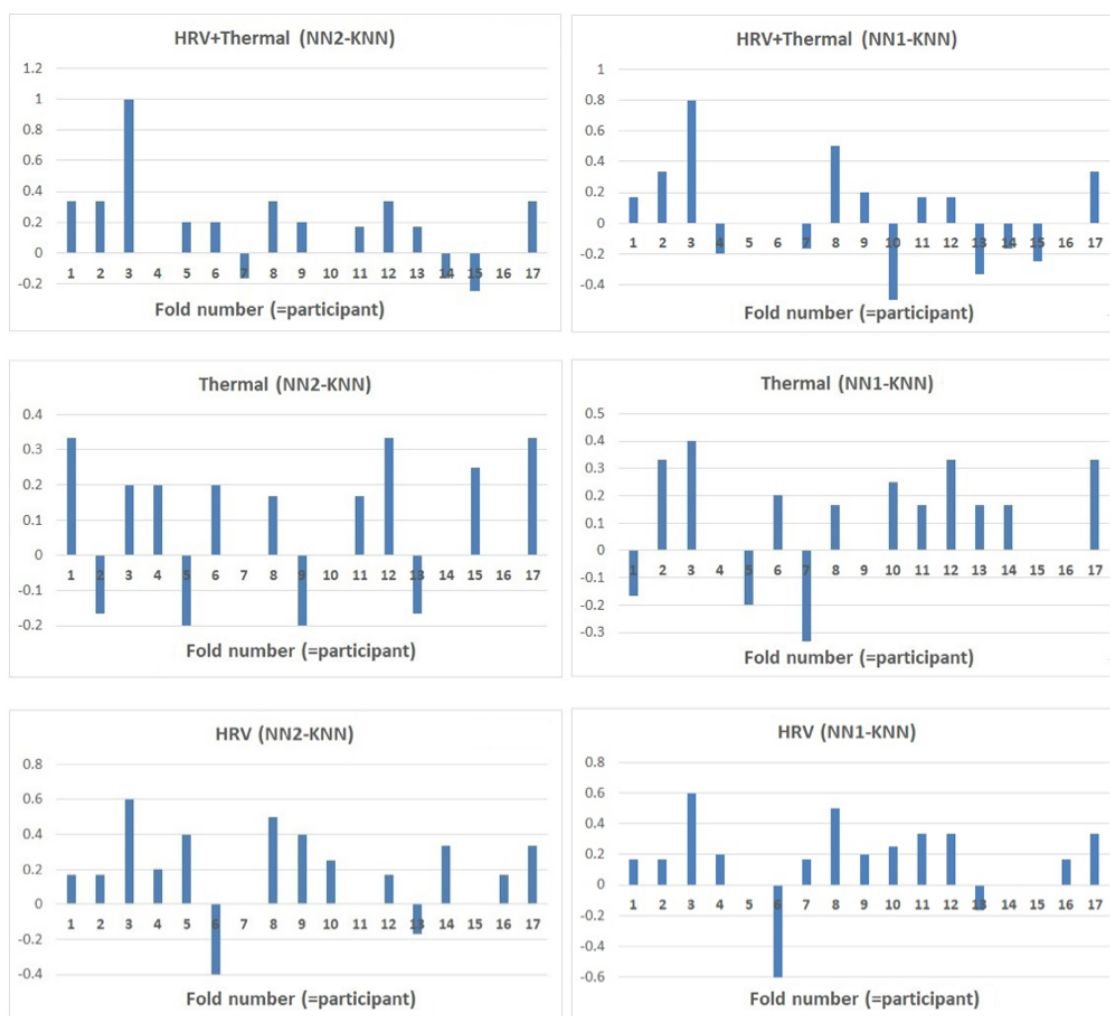 HRV+Thermal (NN2-KNN)
1.2
1
0.8
0.6
0.4
0.2
0
-0.2
1 2 3 4 5 6 7 8 9 10 11 12 13 14 15 16 17
Fold number (=participant)
HRV+Thermal (NN1-KNN)
1
0.8
0.6
0.4
0.2
0
-0.2
-0.4
1 2 3 4 5 6 7 8 9 10 11 12 13 14 15 16 17
Fold number (=participant)
Thermal (NN2-KNN)
0.4
0.3
0.2
0.1
0
-0.1
-0.2
1 2 3 4 5 6 7 8 9 10 11 12 13 14 15 16 17
Fold number (=participant)
Thermal (NN1-KNN)
0.5
0.4
0.3
0.2
0.1
0
-0.1
-0.2
-0.3
1 2 3 4 5 6 7 8 9 10 11 12 13 14 15 16 17
Fold number (=participant)
HRV (NN2-KNN)
0.8
0.6
0.4
0.2
0
-0.2
-0.4
1 2 3 4 5 6 7 8 9 10 11 12 13 14 15 16 17
Fold number (=participant)
HRV (NN1-KNN)
0.8
0.6
0.4
0.2
0
-0.2
-0.4
-0.6
1 2 3 4 5 6 7 8 9 10 11 12 13 14 15 16 17
Fold number (=participant)